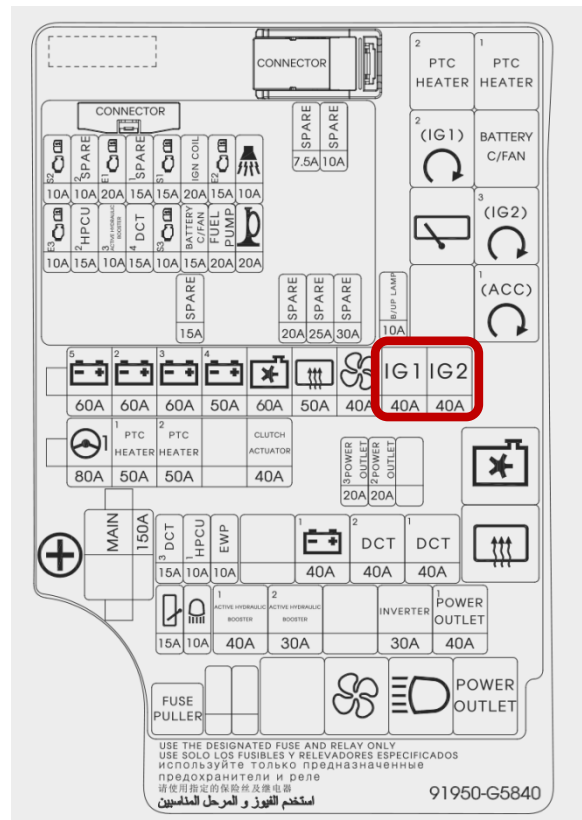 CONNECTOR
2 PTC HEATER
1 PTC HEATER
CONNECTOR
SPARE 7.5A
SPARE 10A
2 (IG1)
BATTERY C/FAN
S2 10A
2 SPARE 10A
E1 20A
1 SPARE 15A
S1 15A
IGN COIL 20A
E2 15A
10A
3 (IG2)
E3 10A
2 HPCU 15A
3 ACTIVE HYDRAULIC BOOSTER 10A
4 DCT 15A
S3 10A
BATTERY C/FAN 15A
FUEL PUMP 20A
20A
1 (ACC)
SPARE 15A
SPARE 20A
SPARE 25A
SPARE 30A
B/UP LAMP 10A
5 60A
2 60A
3 60A
4 50A
60A
50A
40A
IG1 40A
IG2 40A
1 80A
1 PTC HEATER 50A
2 PTC HEATER 50A
CLUTCH ACTUATOR 40A
3 POWER OUTLET 20A
2 POWER OUTLET 20A
MAIN 150A
3 DCT 15A
1 HPCU 10A
EWP 10A
1 40A
2 DCT 40A
1 DCT 40A
15A
10A
1 ACTIVE HYDRAULIC BOOSTER 40A
2 ACTIVE HYDRAULIC BOOSTER 30A
INVERTER 30A
1 POWER OUTLET 40A
FUSE PULLER
POWER OUTLET
USE THE DESIGNATED FUSE AND RELAY ONLY
USE SOLO LOS FUSIBLES Y RELEVADORES ESPECIFICADOS
используйте только предназначенные
предохранители и реле
请使用指定的保险丝及继电器
استخدم الفيوز و المرحل المناسبين
91950-G5840